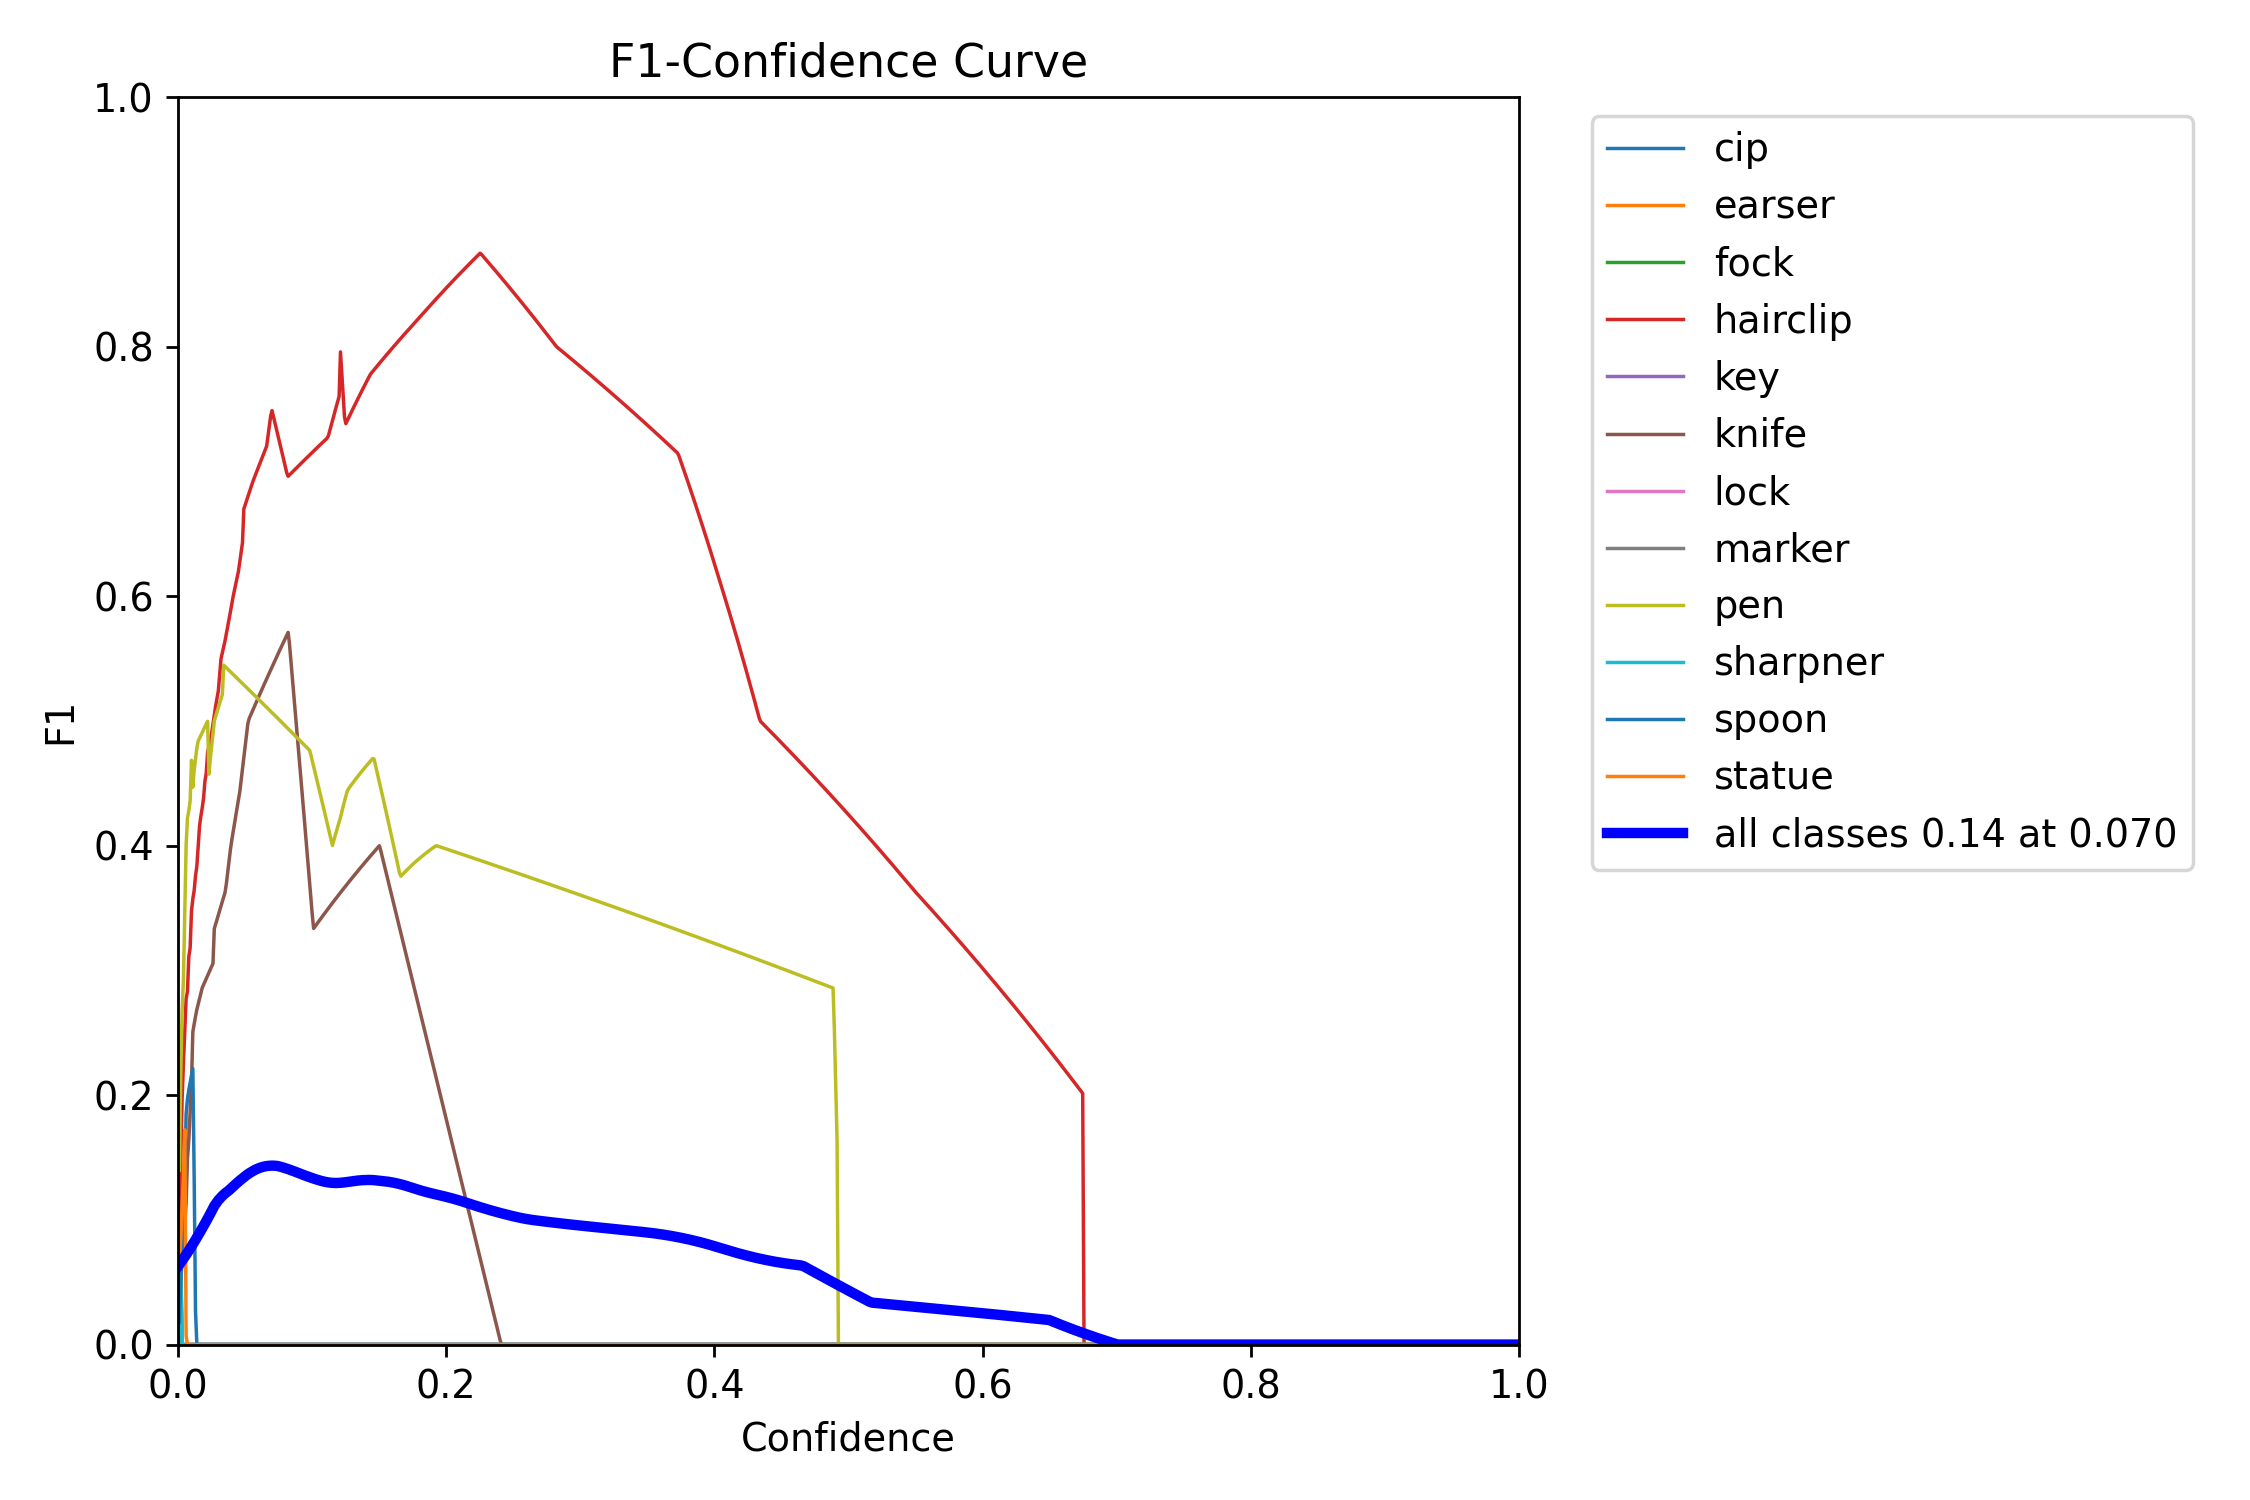 F1-Confidence Curve
1.0
0.8
0.6
0.4
0.2
0.0
F1
0.0 0.2 0.4 0.6 0.8 1.0
Confidence
cip
earser
fock
hairclip
key
knife
lock
marker
pen
sharpner
spoon
statue
all classes 0.14 at 0.070